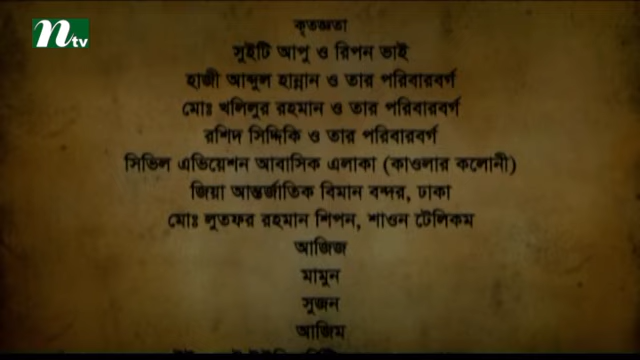 ntv
কৃতজ্ঞতা
সুইটি আপু ও রিপন ভাই
হাজী আব্দুল হান্নান ও তার পরিবারবর্গ
মোঃ খলিলুর রহমান ও তার পরিবারবর্গ
রশিদ সিদ্দিকি ও তার পরিবারবর্গ
সিভিল এভিয়েশন আবাসিক এলাকা (কাওলার কলোনী)
জিয়া আন্তর্জাতিক বিমান বন্দর, ঢাকা
মোঃ লুতফর রহমান শিপন, শাওন টেলিকম
আজিজ
মামুন
সুজন
আজিম